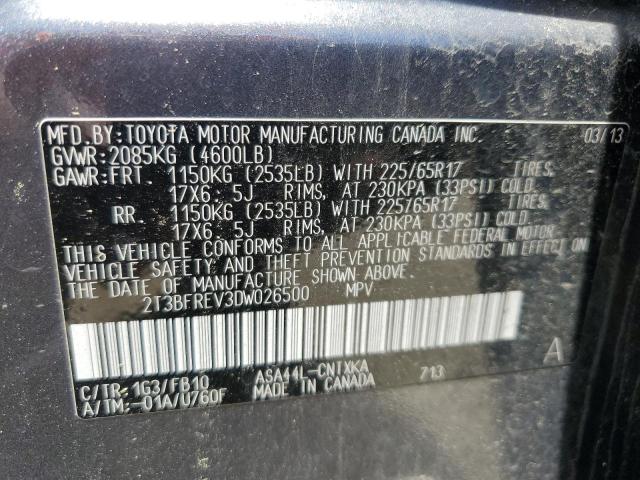 MFD.BY:TOYOTA MOTOR MANUFACTURING CANADA INC. 03/13
GVWR:2085KG (4600LB)
GAWR:FRT. 1150KG (2535LB) WITH 225/65R17 TIRES,
17X6.5J RIMS, AT 230KPA (33PSI) COLD.
RR. 1150KG (2535LB) WITH 225/65R17 TIRES,
17X6.5J RIMS, AT 230KPA (33PSI) COLD.
THIS VEHICLE CONFORMS TO ALL APPLICABLE FEDERAL MOTOR
VEHICLE SAFETY AND THEFT PREVENTION STANDARDS IN EFFECT ON
THE DATE OF MANUFACTURE SHOWN ABOVE.
2T3BFREV3DW026500 MPV
A
C/TR:1G3/FB10 ASA44L-CNTXKA 713
A/TM:-01A/U760F MADE IN CANADA